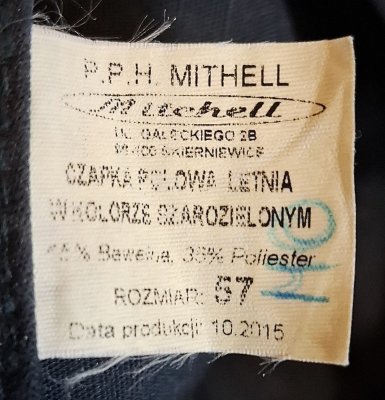 P.P.H. MITHELL
Mitchell
UL. GAŁECKIEGO 2B
SKIERNIEWICE
CZAPKA POLOWA LETNIA
W KOLORZE SZAROZIELONYM
% Bawełna, 35% Poliester
ROZMIAR: 57
Data produkcji: 10.2015